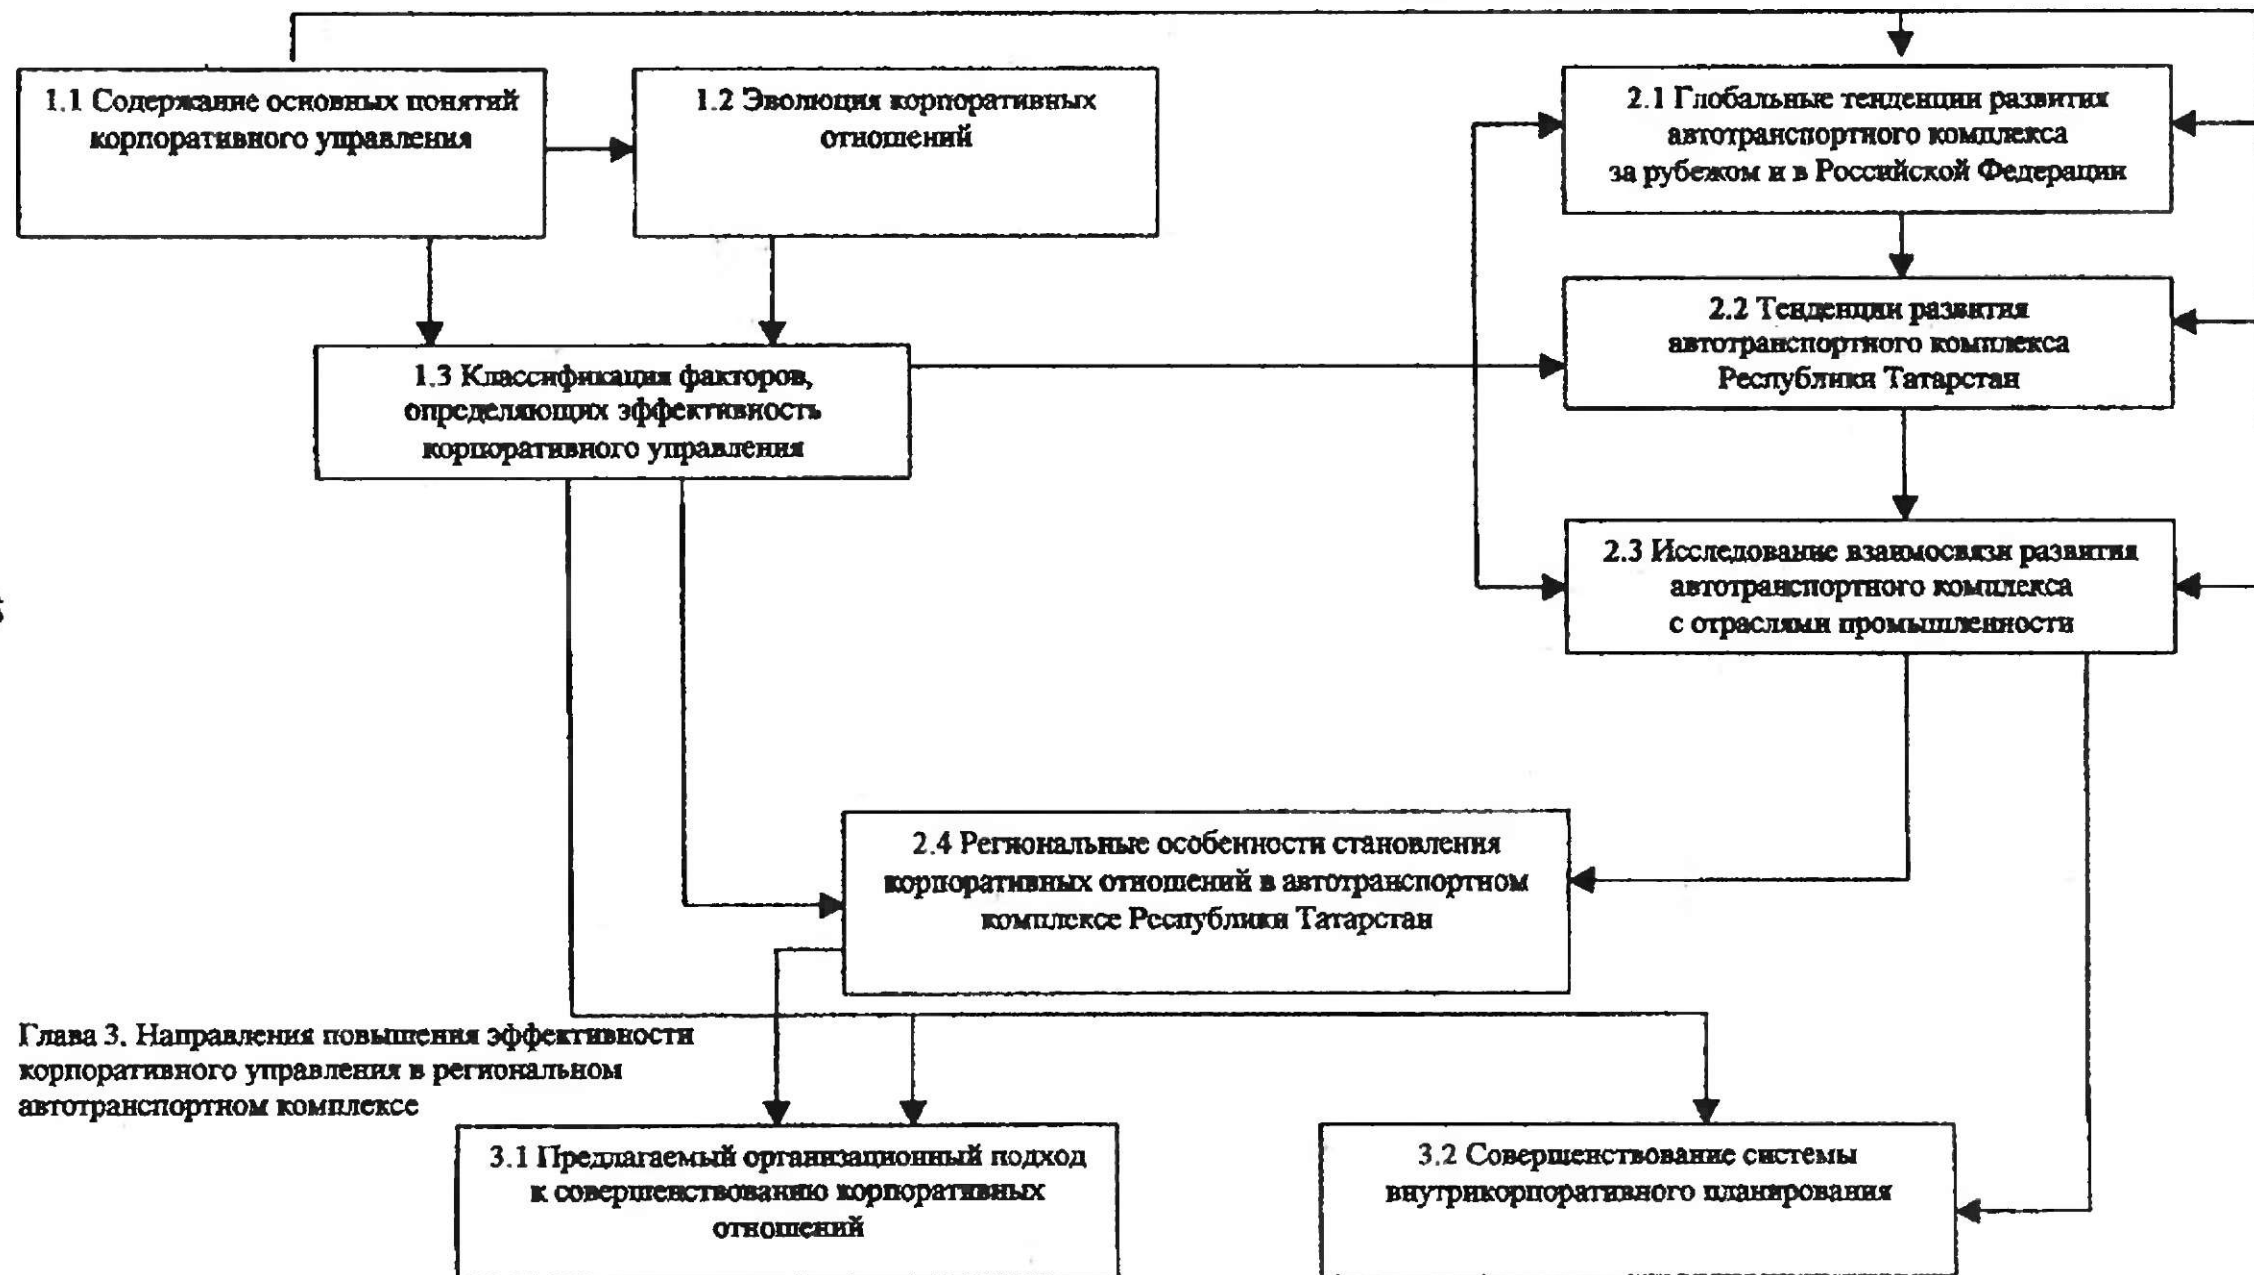 1.1 Содержание основных понятий
корпоративного управления
1.2 Эволюция корпоративных
отношений
2.1 Глобальные тенденции развития
автотранспортного комплекса
за рубежом и в Российской Федерации
2.2 Тенденции развития
автотранспортного комплекса
Республики Татарстан
1.3 Классификация факторов,
определяющих эффективность
корпоративного управления
2.3 Исследование взаимосвязи развития
автотранспортного комплекса
с отраслями промышленности
2.4 Региональные особенности становления
корпоративных отношений в автотранспортном
комплексе Республики Татарстан
Глава 3. Направления повышения эффективности
корпоративного управления в региональном
автотранспортном комплексе
3.1 Предлагаемый организационный подход
к совершенствованию корпоративных
отношений
3.2 Совершенствование системы
внутрикорпоративного планирования